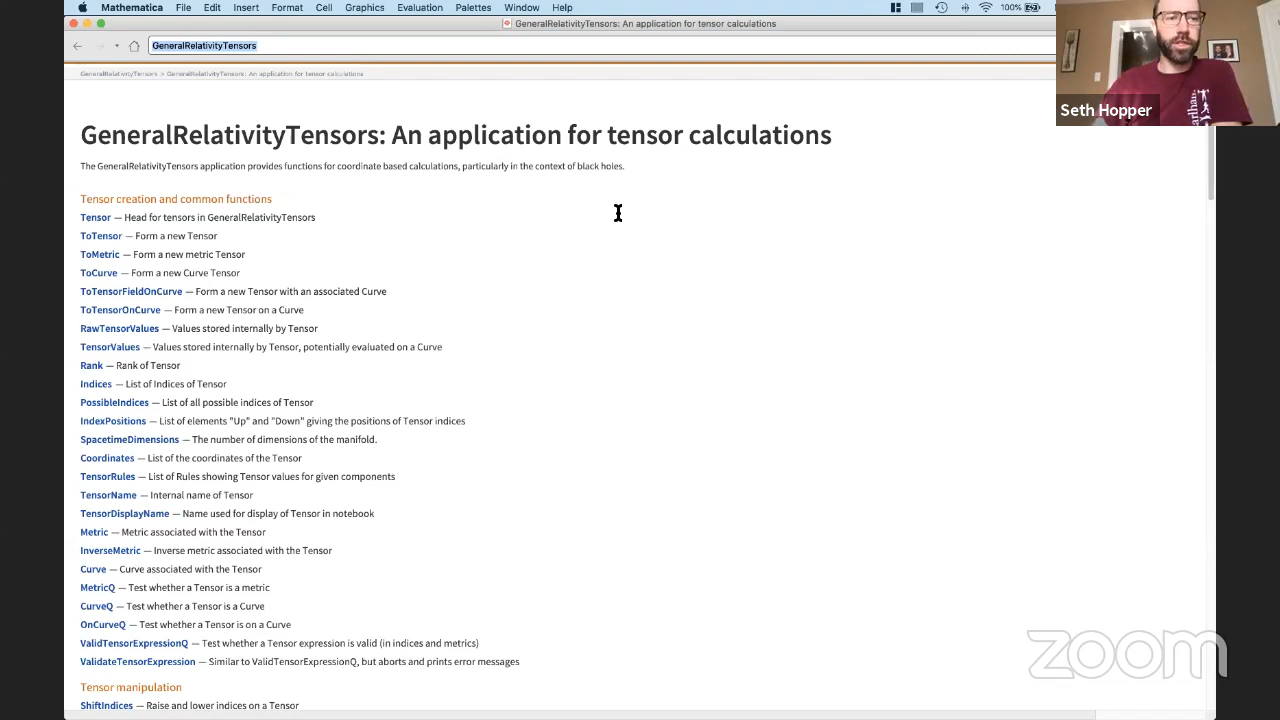 Mathematica File Edit Insert Format Cell Graphics Evaluation Palettes Window Help 100%
GeneralRelativityTensors: An application for tensor calculations
GeneralRelativityTensors
GeneralRelativityTensors > GeneralRelativityTensors: An application for tensor calculations
Seth Hopper
GeneralRelativityTensors: An application for tensor calculations
The GeneralRelativityTensors application provides functions for coordinate based calculations, particularly in the context of black holes.
Tensor creation and common functions
Tensor — Head for tensors in GeneralRelativityTensors
ToTensor — Form a new Tensor
ToMetric — Form a new metric Tensor
ToCurve — Form a new Curve Tensor
ToTensorFieldOnCurve — Form a new Tensor with an associated Curve
ToTensorOnCurve — Form a new Tensor on a Curve
RawTensorValues — Values stored internally by Tensor
TensorValues — Values stored internally by Tensor, potentially evaluated on a Curve
Rank — Rank of Tensor
Indices — List of Indices of Tensor
PossibleIndices — List of all possible indices of Tensor
IndexPositions — List of elements "Up" and "Down" giving the positions of Tensor indices
SpacetimeDimensions — The number of dimensions of the manifold.
Coordinates — List of the coordinates of the Tensor
TensorRules — List of Rules showing Tensor values for given components
TensorName — Internal name of Tensor
TensorDisplayName — Name used for display of Tensor in notebook
Metric — Metric associated with the Tensor
InverseMetric — Inverse metric associated with the Tensor
Curve — Curve associated with the Tensor
MetricQ — Test whether a Tensor is a metric
CurveQ — Test whether a Tensor is a Curve
OnCurveQ — Test whether a Tensor is on a Curve
ValidTensorExpressionQ — Test whether a Tensor expression is valid (in indices and metrics)
ValidateTensorExpression — Similar to ValidTensorExpressionQ, but aborts and prints error messages
zoom
Tensor manipulation
ShiftIndices — Raise and lower indices on a Tensor